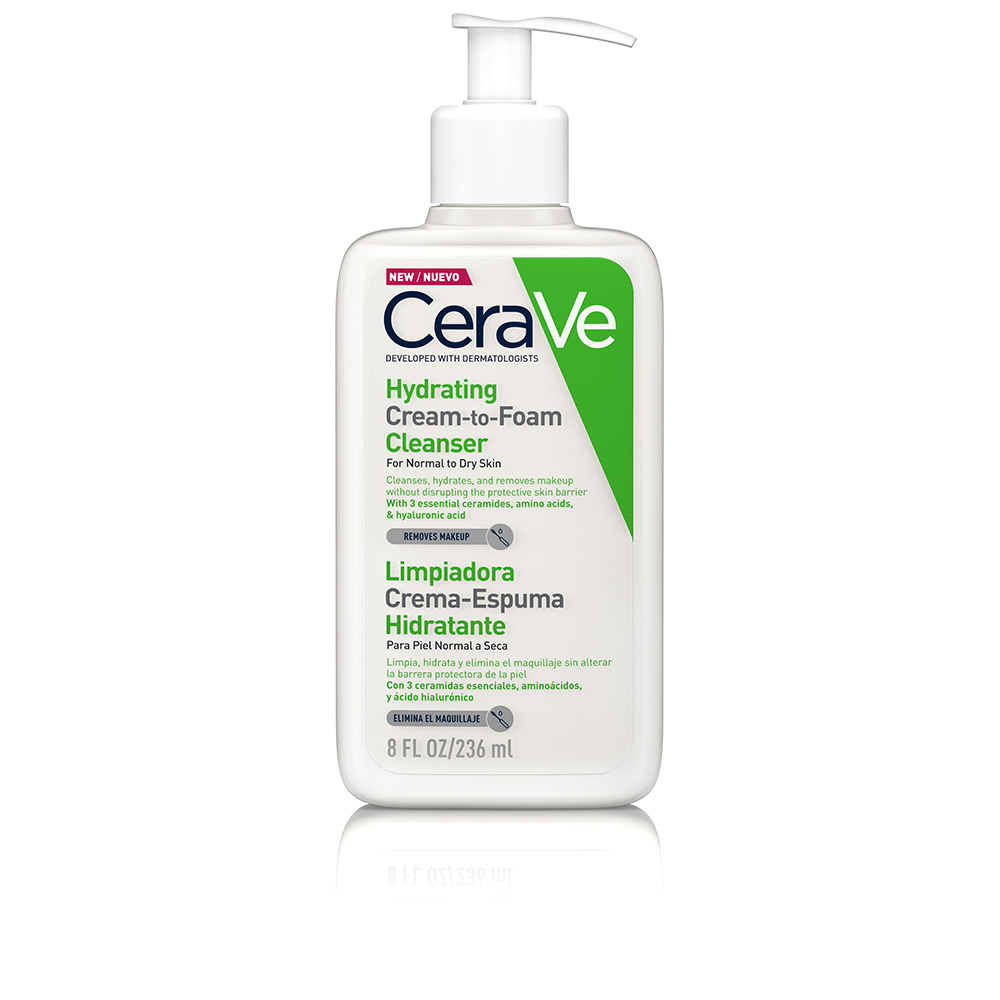 NEW / NUEVO
CeraVe
DEVELOPED WITH DERMATOLOGISTS
Hydrating
Cream-to-Foam
Cleanser
For Normal to Dry Skin
Cleanses, hydrates, and removes makeup
without disrupting the protective skin barrier
With 3 essential ceramides, amino acids,
& hyaluronic acid
REMOVES MAKEUP
Limpiadora
Crema-Espuma
Hidratante
Para Piel Normal a Seca
Limpia, hidrata y elimina el maquillaje sin alterar
la barrera protectora de la piel
Con 3 ceramidas esenciales, aminoácidos,
y ácido hialurónico
ELIMINA EL MAQUILLAJE
8 FL OZ/236 ml